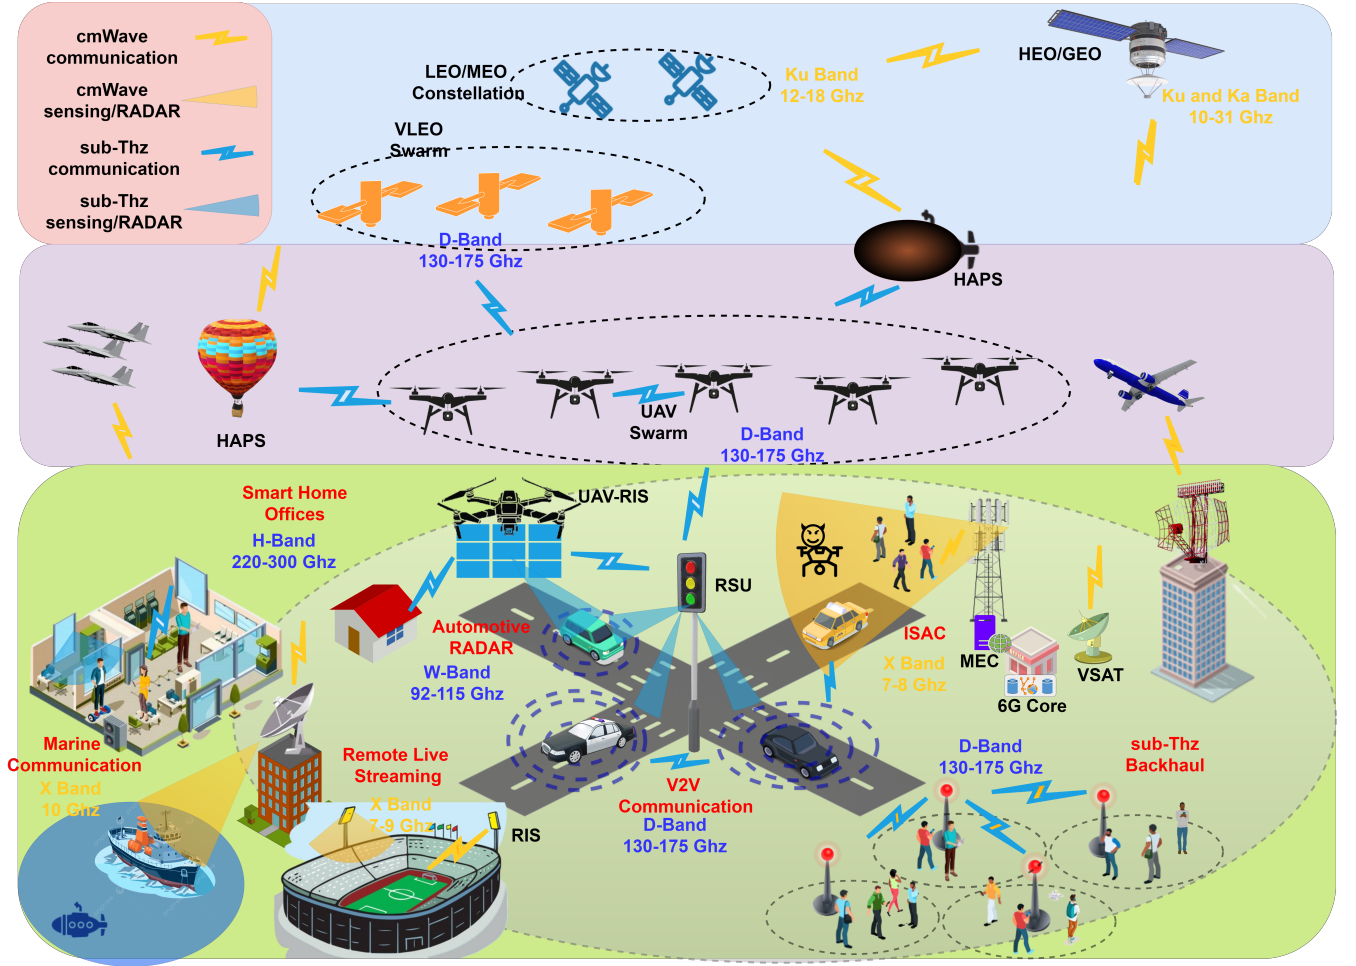 cmWave
communication
cmWave
sensing/RADAR
sub-Thz
communication
sub-Thz
sensing/RADAR
LEO/MEO
Constellation
VLEO
Swarm
D-Band
130-175 Ghz
Ku Band
12-18 Ghz
HEO/GEO
Ku and Ka Band
10-31 Ghz
HAPS
HAPS
UAV
Swarm
D-Band
130-175 Ghz
Smart Home
Offices
H-Band
220-300 Ghz
UAV-RIS
RSU
Automotive
RADAR
W-Band
92-115 Ghz
ISAC
X Band
7-8 Ghz
MEC
6G Core
VSAT
Marine
Communication
X Band
10 Ghz
Remote Live
Streaming
X Band
7-9 Ghz
RIS
V2V
Communication
D-Band
130-175 Ghz
D-Band
130-175 Ghz
sub-Thz
Backhaul